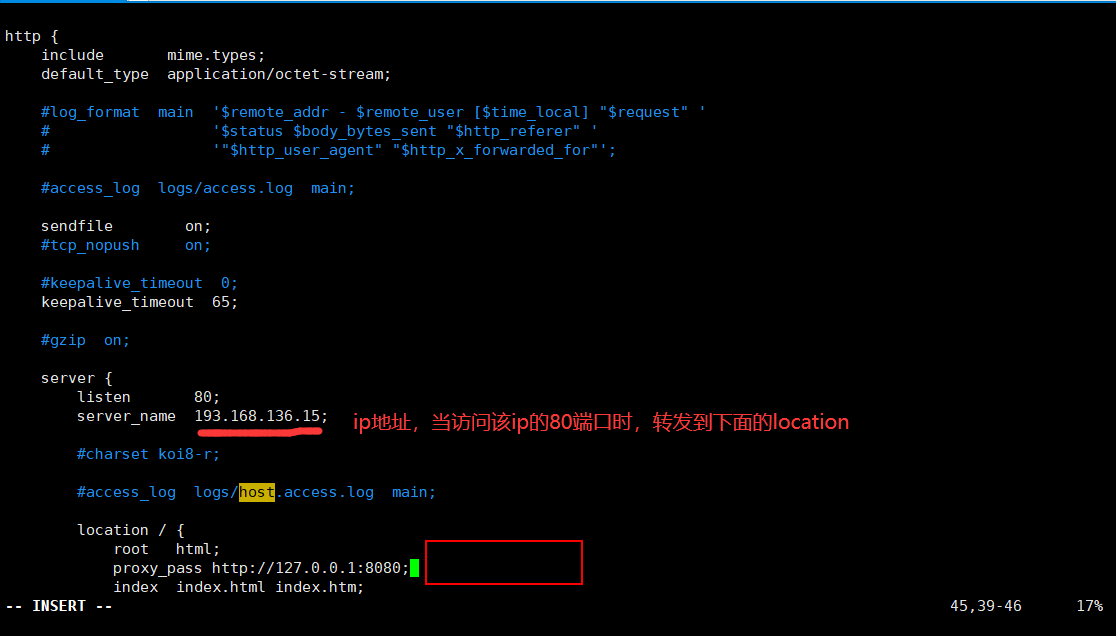 http {
    include       mime.types;
    default_type  application/octet-stream;
    #log_format  main  '$remote_addr - $remote_user [$time_local] "$request" '
    #                  '$status $body_bytes_sent "$http_referer" '
    #                  '"$http_user_agent" "$http_x_forwarded_for"';
    #access_log  logs/access.log  main;
    sendfile        on;
    #tcp_nopush     on;
    #keepalive_timeout  0;
    keepalive_timeout  65;
    #gzip  on;
    server {
        listen       80;
        server_name  193.168.136.15;   ip地址，当访问该ip的80端口时，转发到下面的location
        #charset koi8-r;
        #access_log  logs/host.access.log  main;
        location / {
            root   html;
            proxy_pass http://127.0.0.1:8080;
            index  index.html index.htm;
-- INSERT --                                                  45,39-46      17%